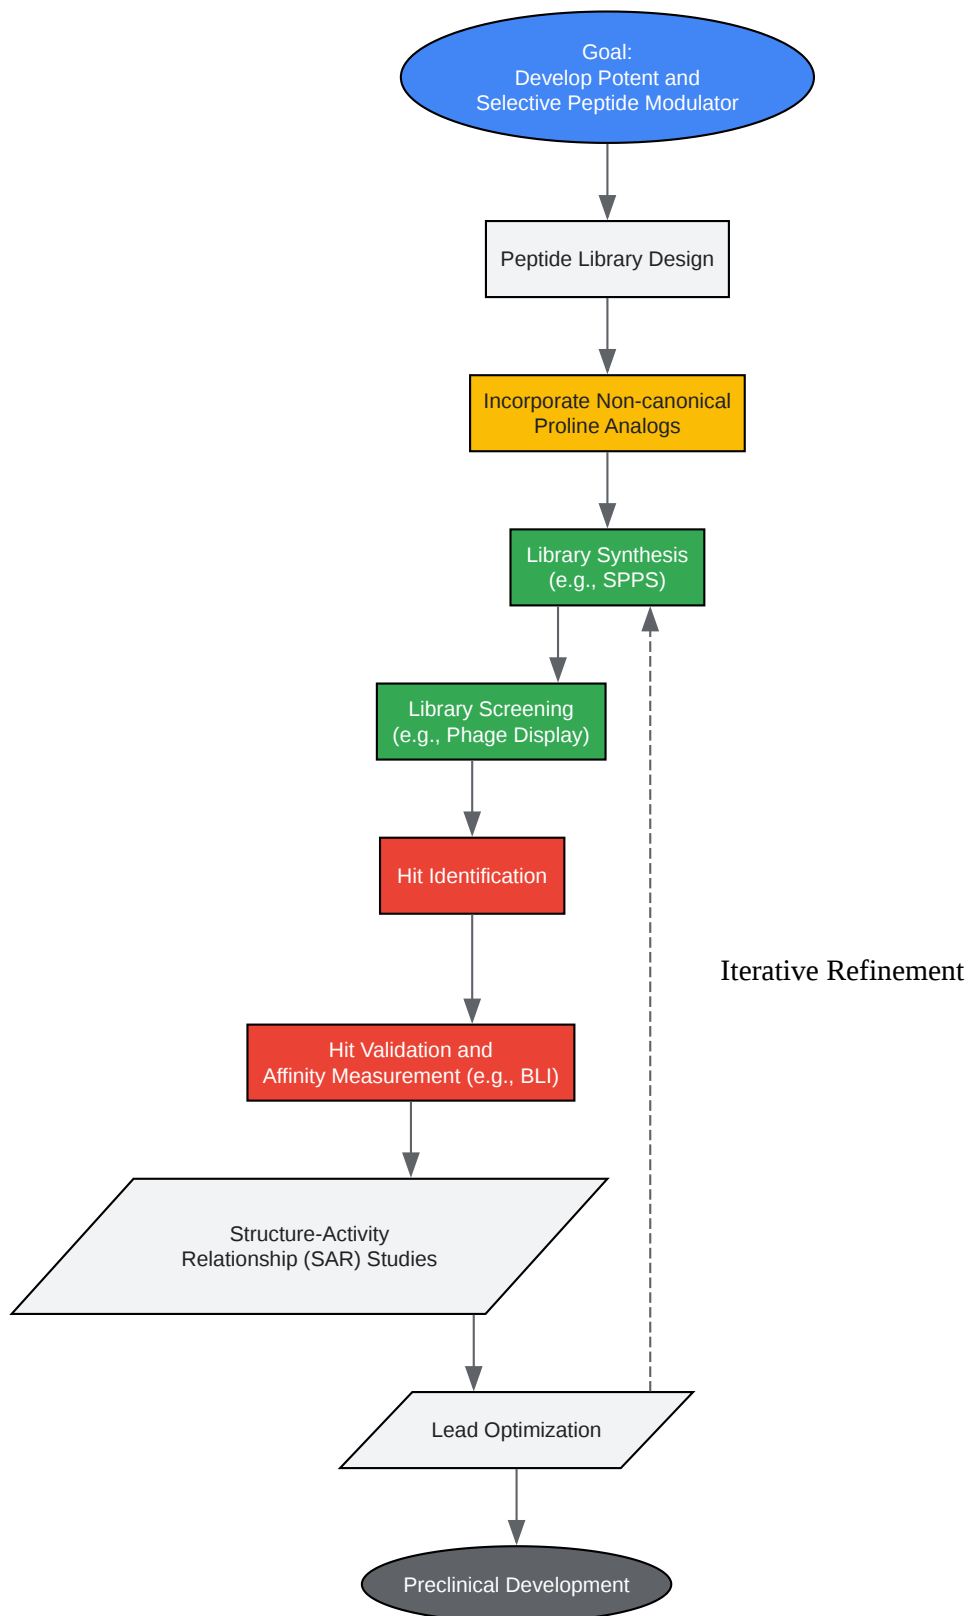 Goal:
Develop Potent and
Selective Peptide Modulator
Peptide Library Design
Incorporate Non-canonical
Proline Analogs
Library Synthesis
(e.g., SPPS)
Library Screening
(e.g., Phage Display)
Hit Identification
Iterative Refinement
Hit Validation and
Affinity Measurement (e.g., BLI)
Structure-Activity
Relationship (SAR) Studies
Lead Optimization
Preclinical Development